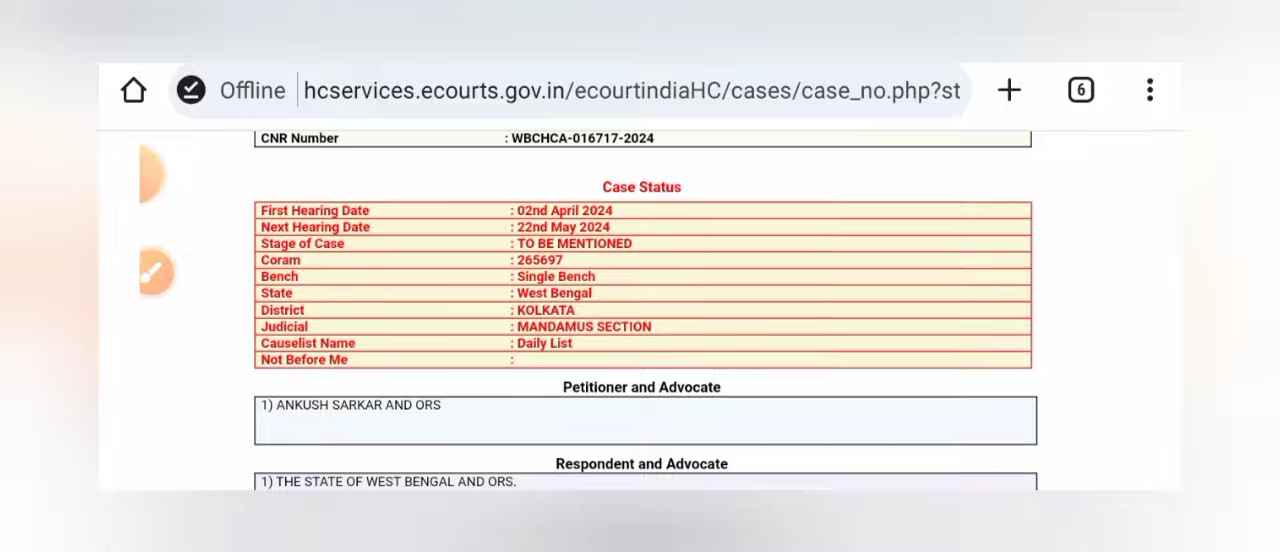 Offline hcservices.ecourts.gov.in/ecourtindiaHC/cases/case_no.php?st 6
CNR Number : WBCHCA-016717-2024
Case Status
First Hearing Date : 02nd April 2024
Next Hearing Date : 22nd May 2024
Stage of Case : TO BE MENTIONED
Coram : 265697
Bench : Single Bench
State : West Bengal
District : KOLKATA
Judicial : MANDAMUS SECTION
Causelist Name : Daily List
Not Before Me :
Petitioner and Advocate
1) ANKUSH SARKAR AND ORS
Respondent and Advocate
1) THE STATE OF WEST BENGAL AND ORS.